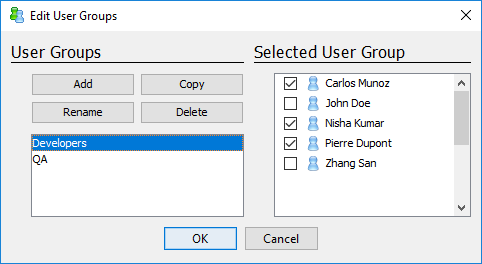 Edit User Groups
User Groups
Selected User Group
Add
Copy
Rename
Delete
Developers
QA
Carlos Munoz
John Doe
Nisha Kumar
Pierre Dupont
Zhang San
OK
Cancel